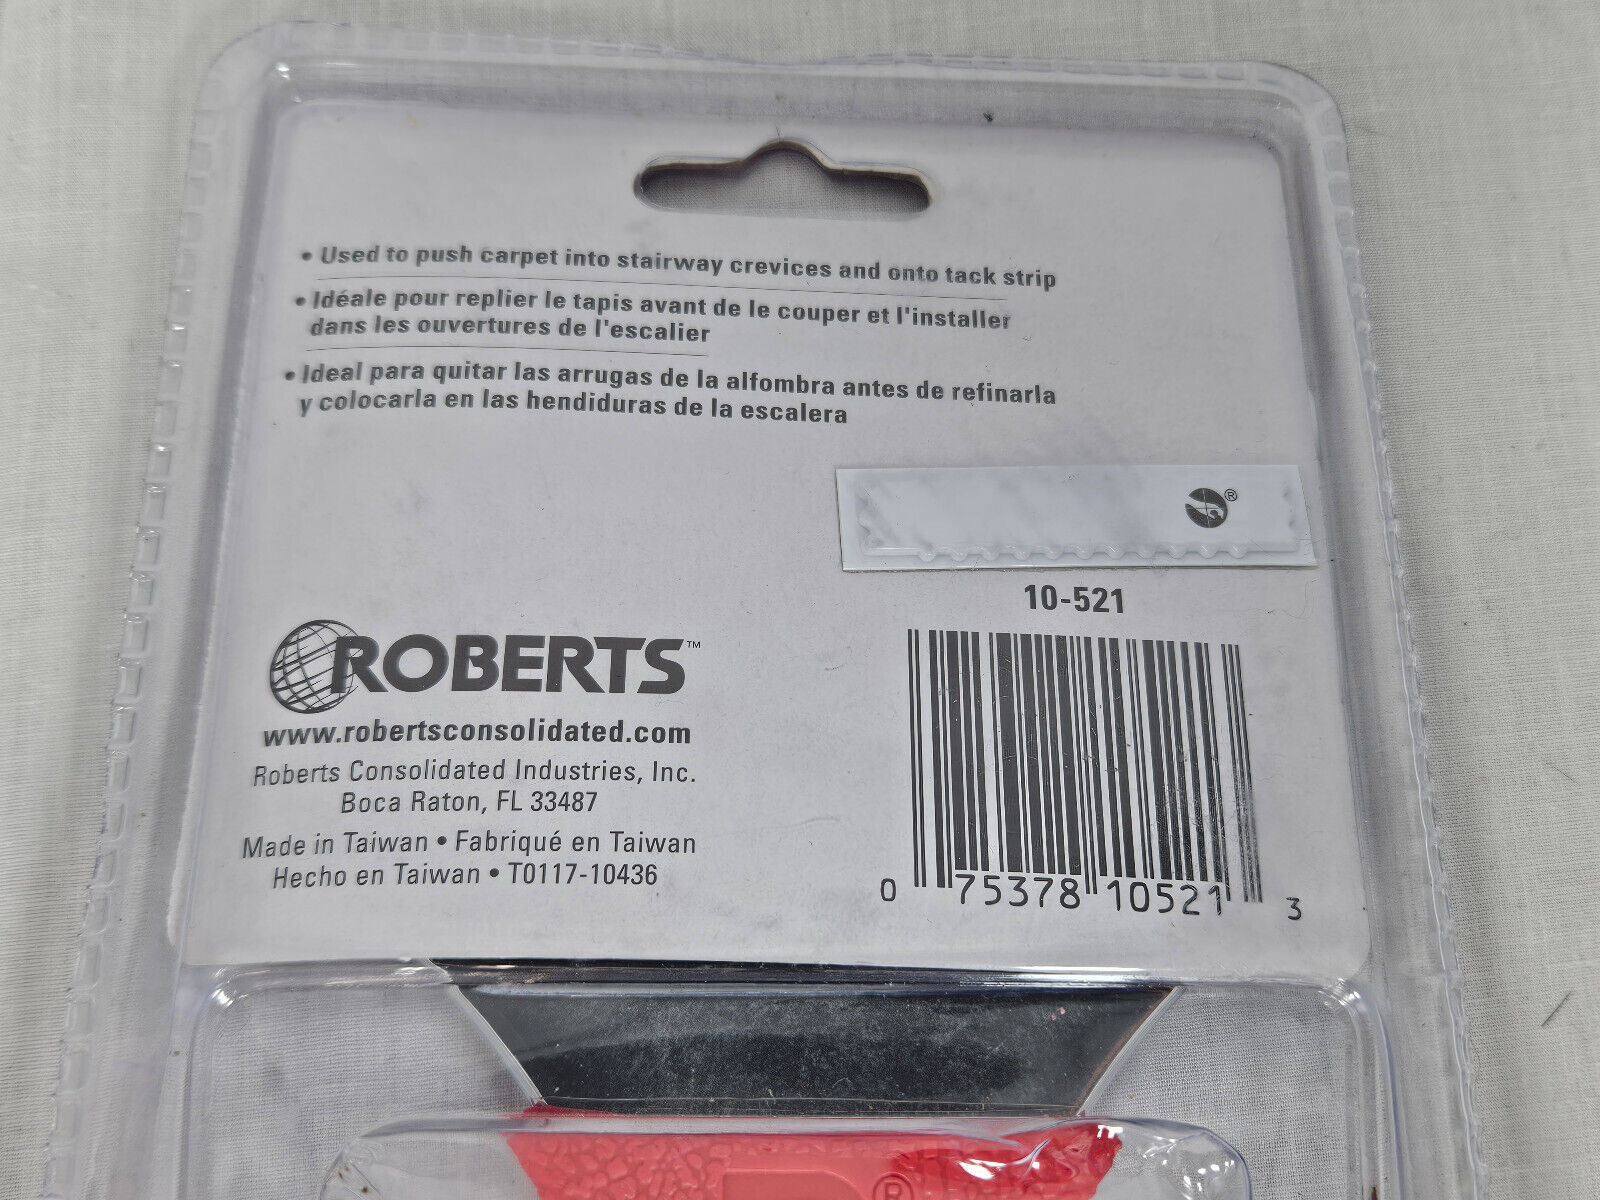 • Used to push carpet into stairway crevices and onto tack strip
• Idéale pour replier le tapis avant de le couper et l'installer
dans les ouvertures de l'escalier
• Ideal para quitar las arrugas de la alfombra antes de refinarla
y colocarla en las hendiduras de la escalera
®
10-521
ROBERTS™
www.robertsconsolidated.com
Roberts Consolidated Industries, Inc.
Boca Raton, FL 33487
Made in Taiwan • Fabriqué en Taiwan
Hecho en Taiwan • T0117-10436
0 75378 10521 3
®